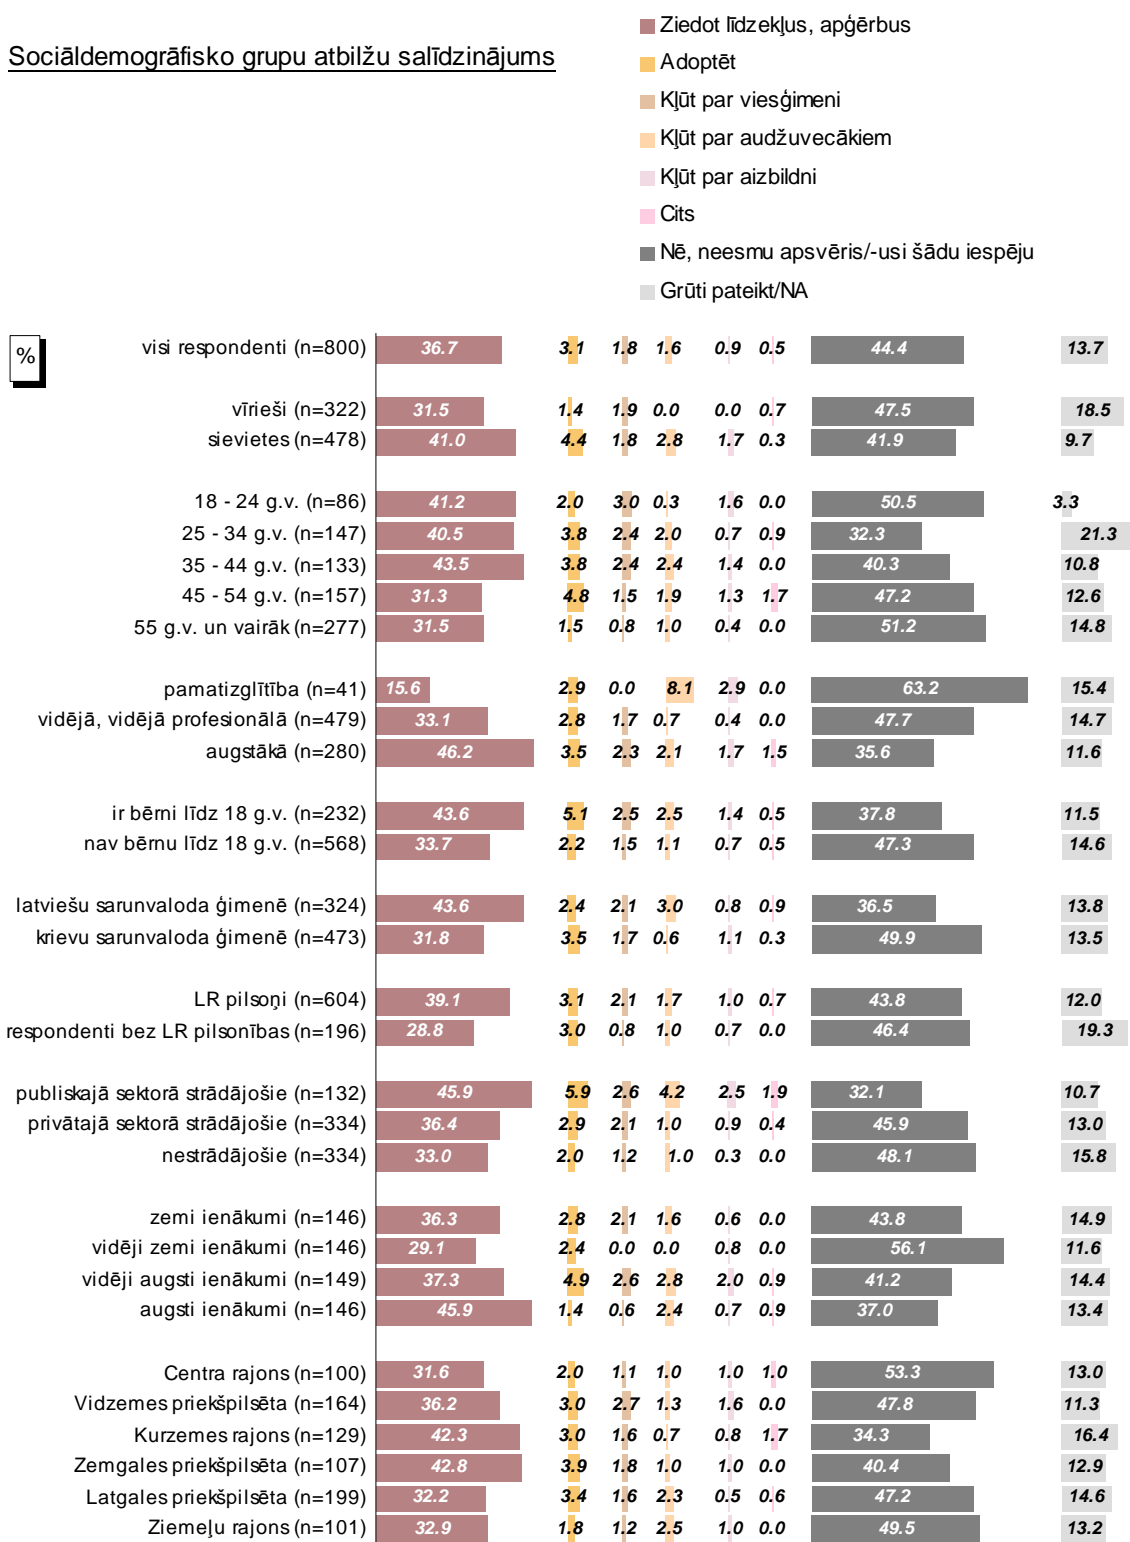 Sociāldemogrāfisko grupu atbilžu salīdzinājums
Ziedot līdzekļus, apģērbus
Adoptēt
Kļūt par viesģimeni
Kļūt par audžuvecākiem
Kļūt par aizbildni
Cits
Nē, neesmu apsvēris/-usi šādu iespēju
Grūti pateikt/NA
%
visi respondenti (n=800) 36.7 3.1 1.8 1.6 0.9 0.5 44.4 13.7
vīrieši (n=322) 31.5 1.4 1.9 0.0 0.0 0.7 47.5 18.5
sievietes (n=478) 41.0 4.4 1.8 2.8 1.7 0.3 41.9 9.7
18 - 24 g.v. (n=86) 41.2 2.0 3.0 0.3 1.6 0.0 50.5 3.3
25 - 34 g.v. (n=147) 40.5 3.8 2.4 2.0 0.7 0.9 32.3 21.3
35 - 44 g.v. (n=133) 43.5 3.8 2.4 2.4 1.4 0.0 40.3 10.8
45 - 54 g.v. (n=157) 31.3 4.8 1.5 1.9 1.3 1.7 47.2 12.6
55 g.v. un vairāk (n=277) 31.5 1.5 0.8 1.0 0.4 0.0 51.2 14.8
pamatizglītība (n=41) 15.6 2.9 0.0 8.1 2.9 0.0 63.2 15.4
vidējā, vidējā profesionālā (n=479) 33.1 2.8 1.7 0.7 0.4 0.0 47.7 14.7
augstākā (n=280) 46.2 3.5 2.3 2.1 1.7 1.5 35.6 11.6
ir bērni līdz 18 g.v. (n=232) 43.6 5.1 2.5 2.5 1.4 0.5 37.8 11.5
nav bērnu līdz 18 g.v. (n=568) 33.7 2.2 1.5 1.1 0.7 0.5 47.3 14.6
latviešu sarunvaloda ģimenē (n=324) 43.6 2.4 2.1 3.0 0.8 0.9 36.5 13.8
krievu sarunvaloda ģimenē (n=473) 31.8 3.5 1.7 0.6 1.1 0.3 49.9 13.5
LR pilsoņi (n=604) 39.1 3.1 2.1 1.7 1.0 0.7 43.8 12.0
respondenti bez LR pilsonības (n=196) 28.8 3.0 0.8 1.0 0.7 0.0 46.4 19.3
publiskajā sektorā strādājošie (n=132) 45.9 5.9 2.6 4.2 2.5 1.9 32.1 10.7
privātajā sektorā strādājošie (n=334) 36.4 2.9 2.1 1.0 0.9 0.4 45.9 13.0
nestrādājošie (n=334) 33.0 2.0 1.2 1.0 0.3 0.0 48.1 15.8
zemi ienākumi (n=146) 36.3 2.8 2.1 1.6 0.6 0.0 43.8 14.9
vidēji zemi ienākumi (n=146) 29.1 2.4 0.0 0.0 0.8 0.0 56.1 11.6
vidēji augsti ienākumi (n=149) 37.3 4.9 2.6 2.8 2.0 0.9 41.2 14.4
augsti ienākumi (n=146) 45.9 1.4 0.6 2.4 0.7 0.9 37.0 13.4
Centra rajons (n=100) 31.6 2.0 1.1 1.0 1.0 1.0 53.3 13.0
Vidzemes priekšpilsēta (n=164) 36.2 3.0 2.7 1.3 1.6 0.0 47.8 11.3
Kurzemes rajons (n=129) 42.3 3.0 1.6 0.7 0.8 1.7 34.3 16.4
Zemgales priekšpilsēta (n=107) 42.8 3.9 1.8 1.0 1.0 0.0 40.4 12.9
Latgales priekšpilsēta (n=199) 32.2 3.4 1.6 2.3 0.5 0.6 47.2 14.6
Ziemeļu rajons (n=101) 32.9 1.8 1.2 2.5 1.0 0.0 49.5 13.2